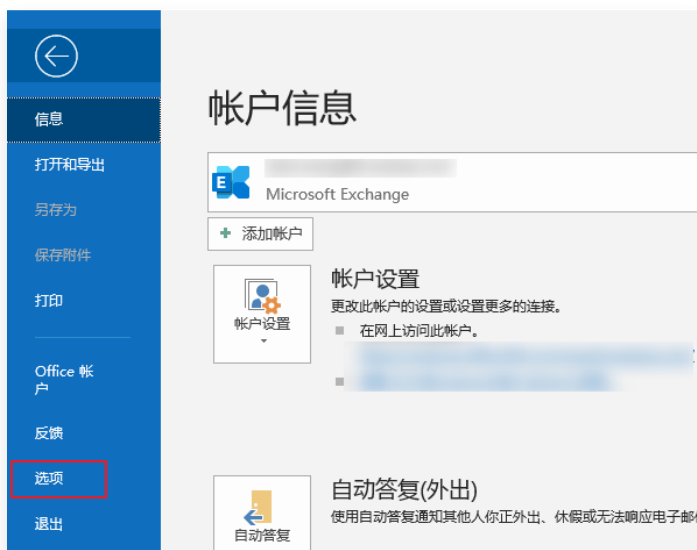 信息
打开和导出
另存为
保存附件
打印
Office 帐
户
反馈
选项
退出
帐户信息
E
Microsoft Exchange
+ 添加帐户
帐户设置
帐户设置
更改此帐户的设置或设置更多的连接。
在网上访问此帐户。
自动答复
自动答复(外出)
使用自动答复通知其他人你正外出、休假或无法响应电子邮